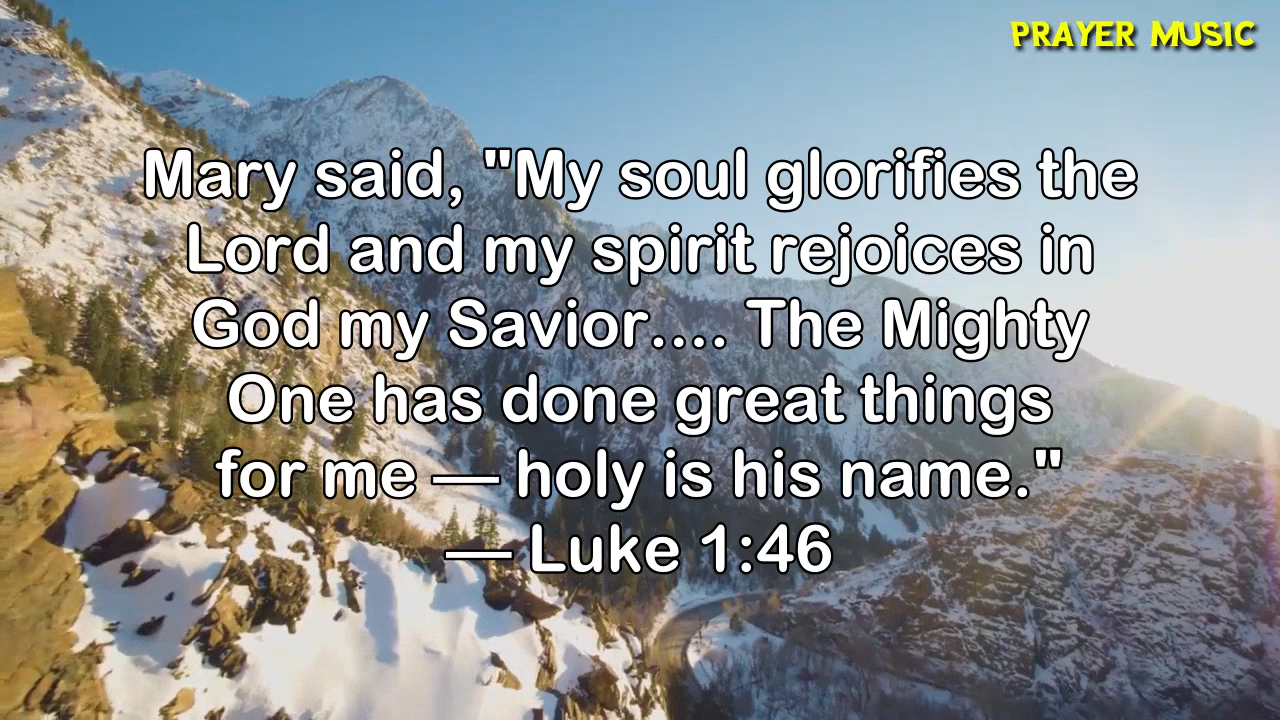 PRAYER MUSIC
Mary said, "My soul glorifies the
Lord and my spirit rejoices in
God my Savior.... The Mighty
One has done great things
for me — holy is his name."
— Luke 1:46